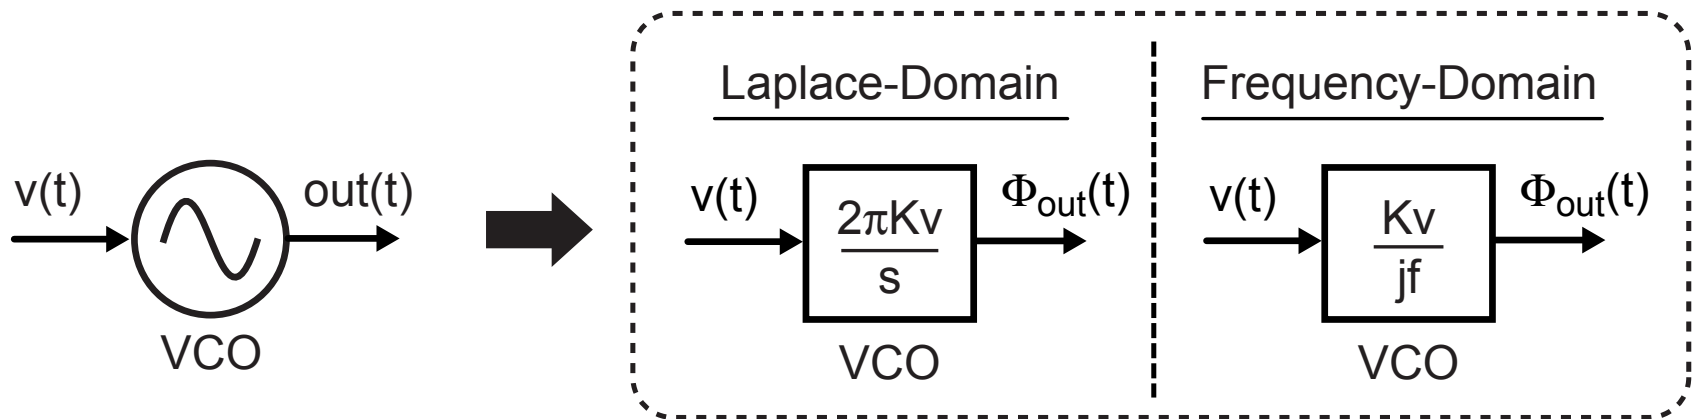 v(t)
out(t)
VCO
Laplace-Domain
v(t)
2πKv
s
Φout(t)
VCO
Frequency-Domain
v(t)
Kv
jf
Φout(t)
VCO